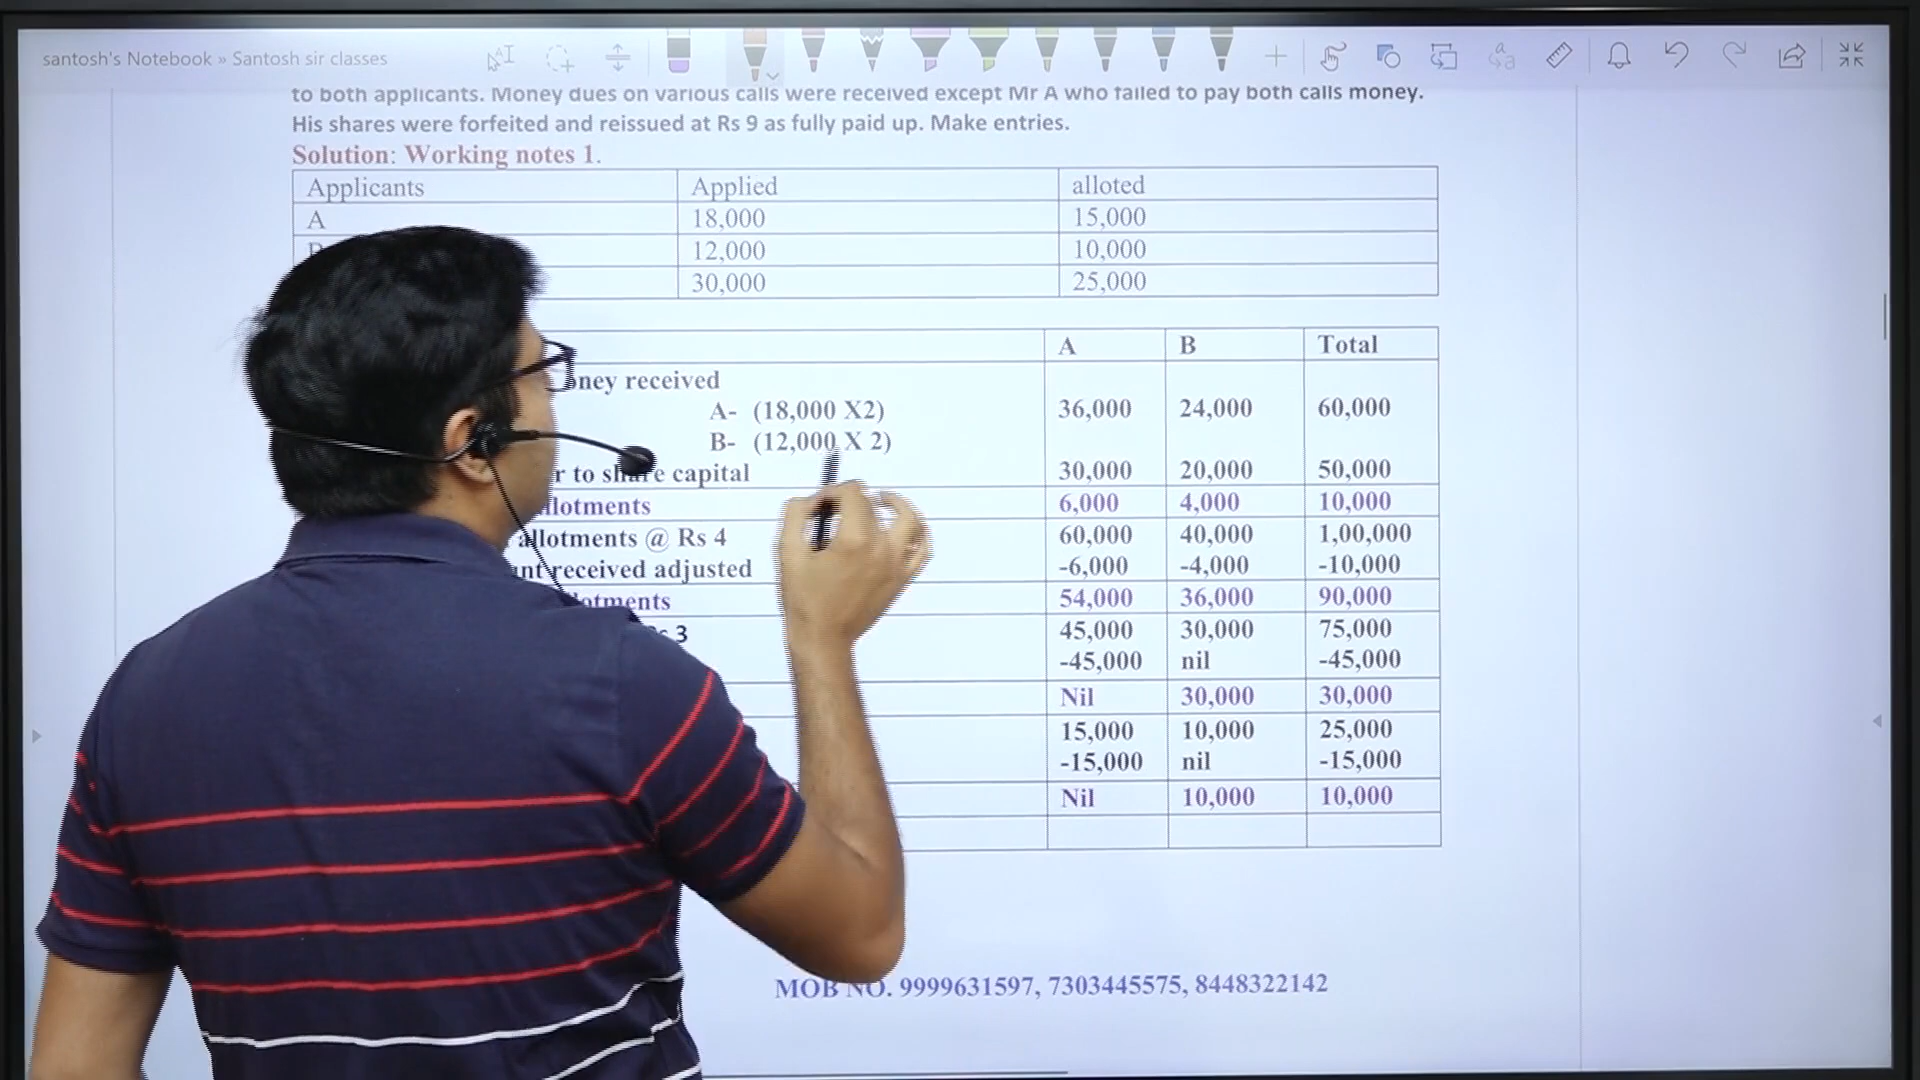 santosh's Notebook » Santosh sir classes
to both applicants. Money dues on various calls were received except Mr A who failed to pay both calls money.
His shares were forfeited and reissued at Rs 9 as fully paid up. Make entries.
Solution: Working notes 1.
Applicants Applied alloted
A 18,000 15,000
12,000 10,000
30,000 25,000
A B Total
oney received
A- (18,000 X2) 36,000 24,000 60,000
B- (12,000 X 2)
r to share capital 30,000 20,000 50,000
llotments 6,000 4,000 10,000
allotments @ Rs 4 60,000 40,000 1,00,000
nt received adjusted -6,000 -4,000 -10,000
otments 54,000 36,000 90,000
3 45,000 30,000 75,000
-45,000 nil -45,000
Nil 30,000 30,000
15,000 10,000 25,000
-15,000 nil -15,000
Nil 10,000 10,000
MOB NO. 9999631597, 7303445575, 8448322142